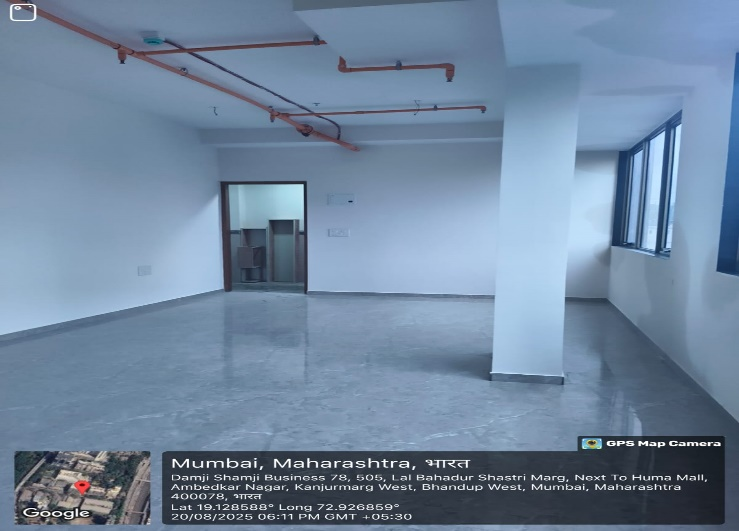 GPS Map Camera
Mumbai, Maharashtra, भारत
Damji Shamji Business 78, 505, Lal Bahadur Shastri Marg, Next To Huma Mall,
Ambedkar Nagar, Kanjurmarg West, Bhandup West, Mumbai, Maharashtra
400078, भारत
Lat 19.128588° Long 72.926859°
20/08/2025 06:11 PM GMT +05:30
Google